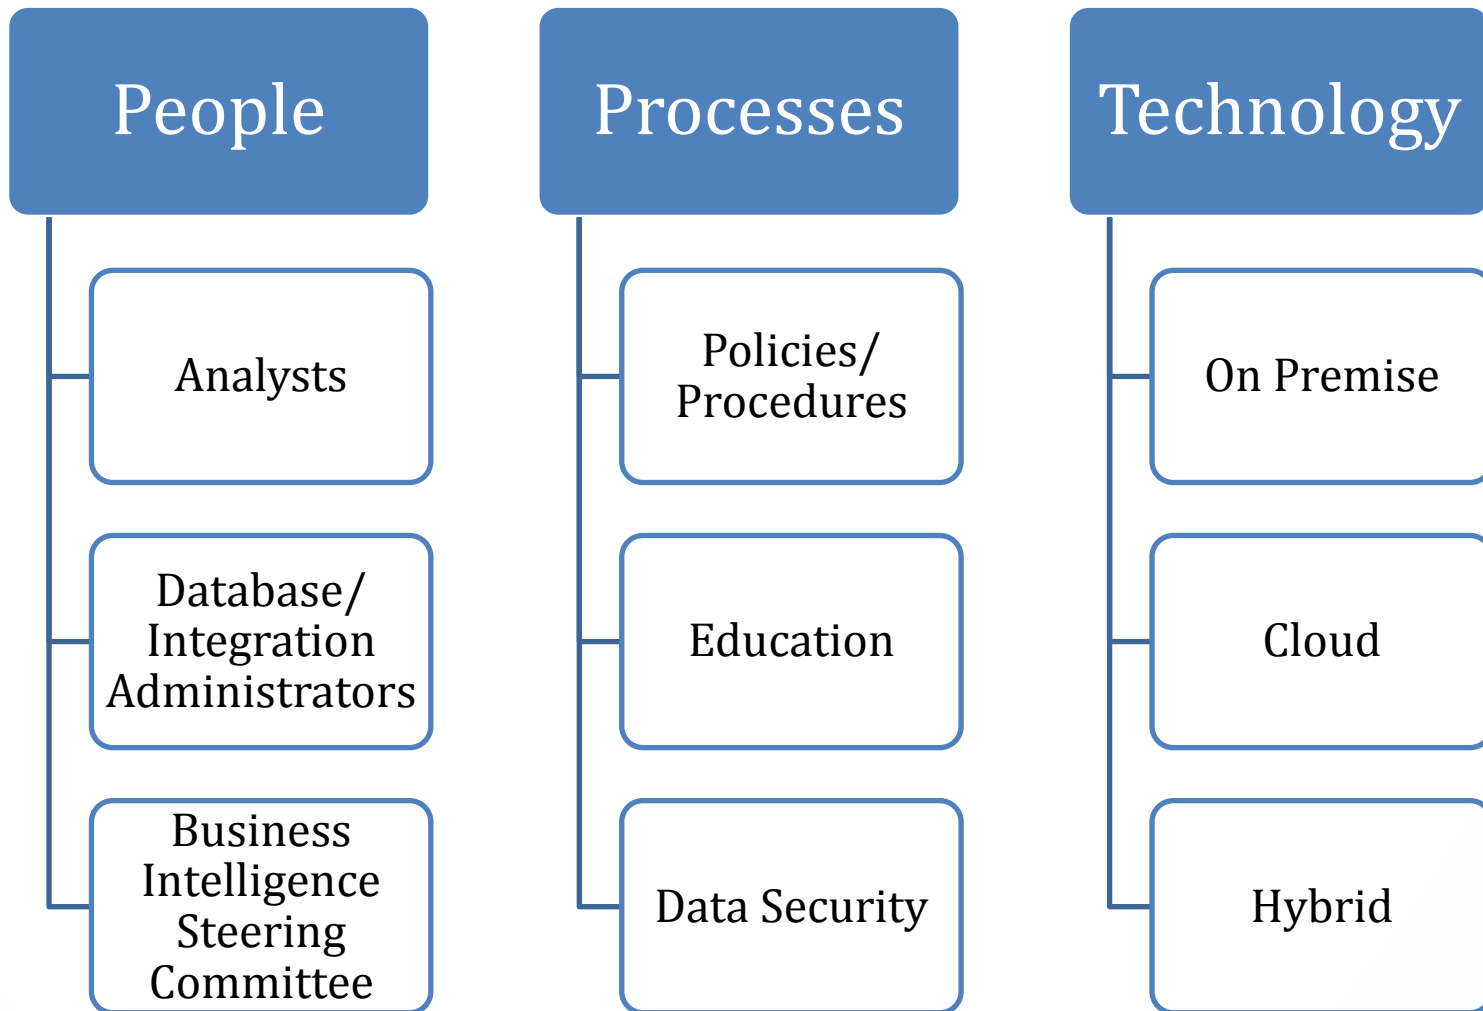 People
Analysts
Database/
Integration
Administrators
Business
Intelligence
Steering
Committee
Processes
Policies/
Procedures
Education
Data Security
Technology
On Premise
Cloud
Hybrid